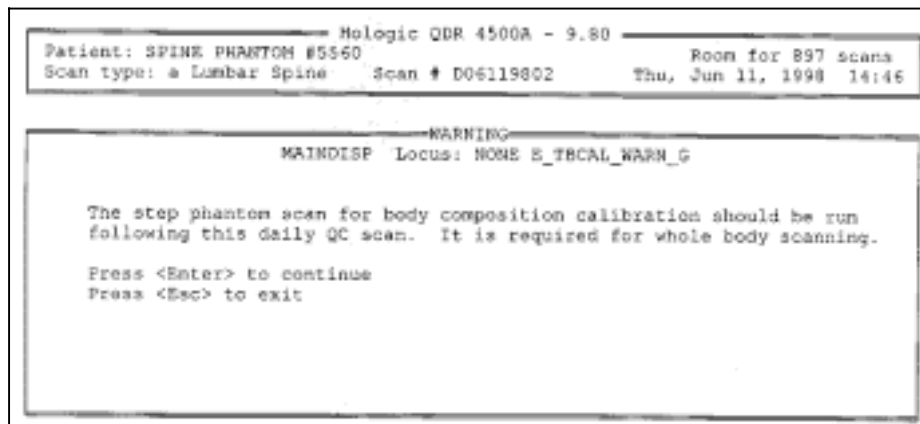 Hologic QDR 4500A - 9.80
Patient: SPINE PHANTOM #5560 Room for 897 scans
Scan type: a Lumbar Spine Scan # D06119802 Thu, Jun 11, 1998 14:46
WARNING
MAINDISP Locus: NONE E_TBCAL_WARN_G
The step phantom scan for body composition calibration should be run
following this daily QC scan. It is required for whole body scanning.
Press <Enter> to continue
Press <Esc> to exit